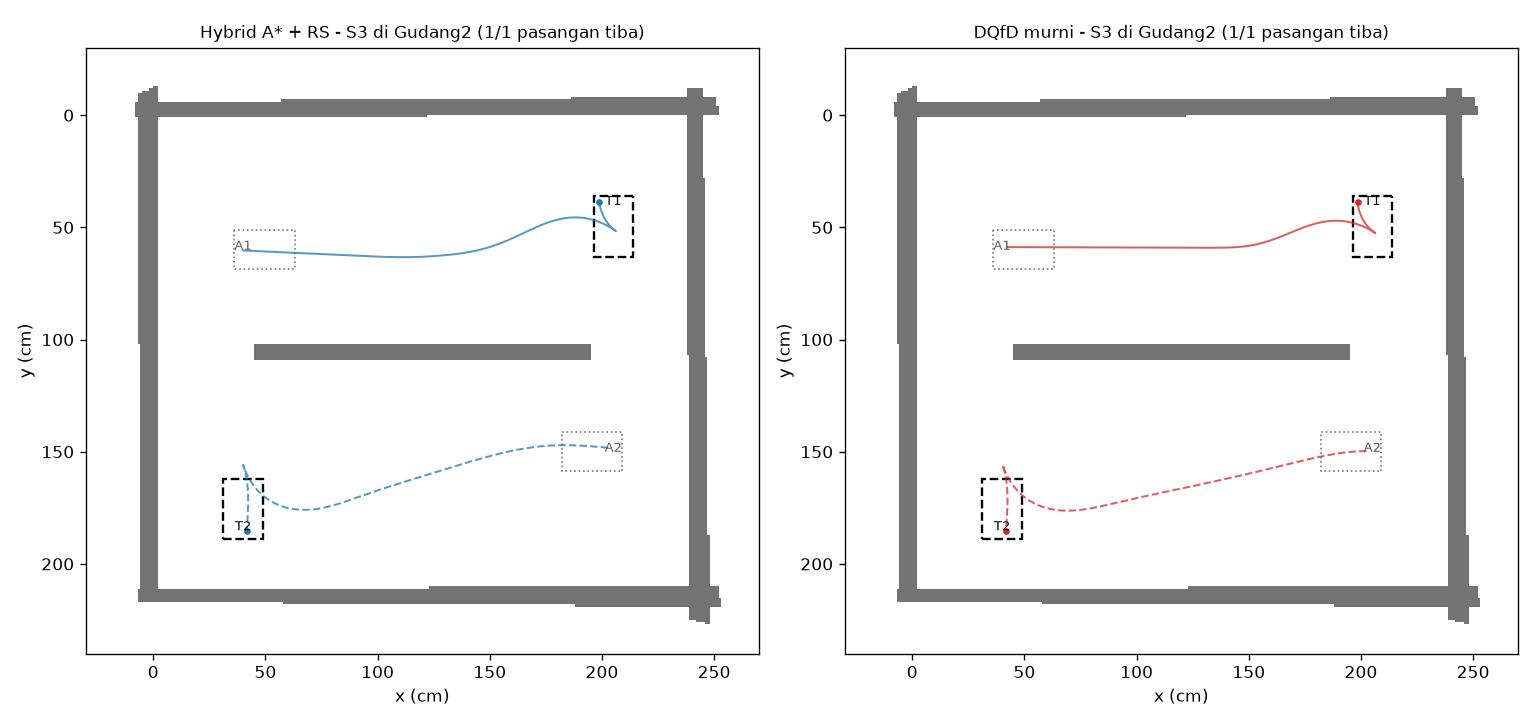 Hybrid A* + RS - S3 di Gudang2 (1/1 pasangan tiba)
0
50
100
150
200
y (cm)
0
50
100
150
200
250
x (cm)
A1
T1
A2
T2
DQfD murni - S3 di Gudang2 (1/1 pasangan tiba)
0
50
100
150
200
y (cm)
0
50
100
150
200
250
x (cm)
A1
T1
A2
T2